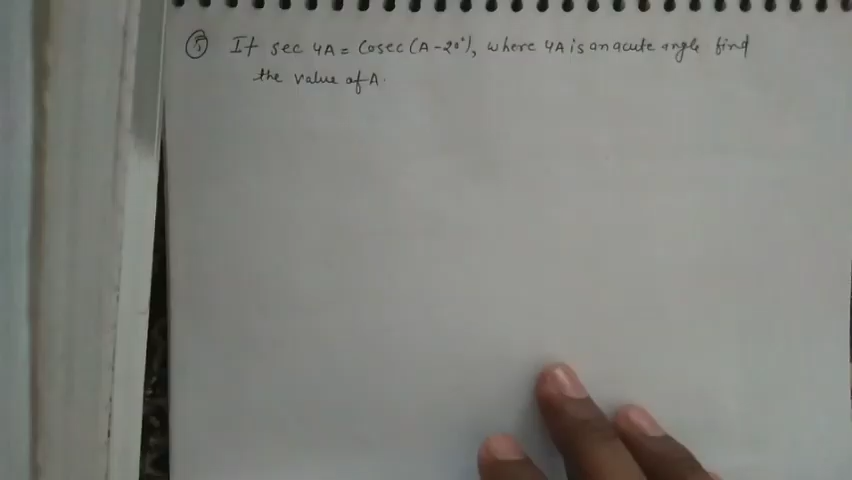 (5) If sec 4A = Cosec (A-20°), where 4A is an acute angle find
the value of A.